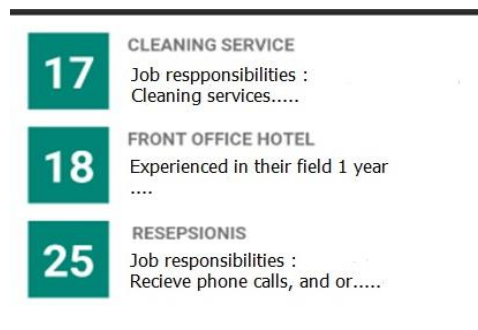 17
CLEANING SERVICE
Job respponsibilities :
Cleaning services.....
18
FRONT OFFICE HOTEL
Experienced in their field 1 year
....
25
RESEPSIONIS
Job responsibilities :
Recieve phone calls, and or.....